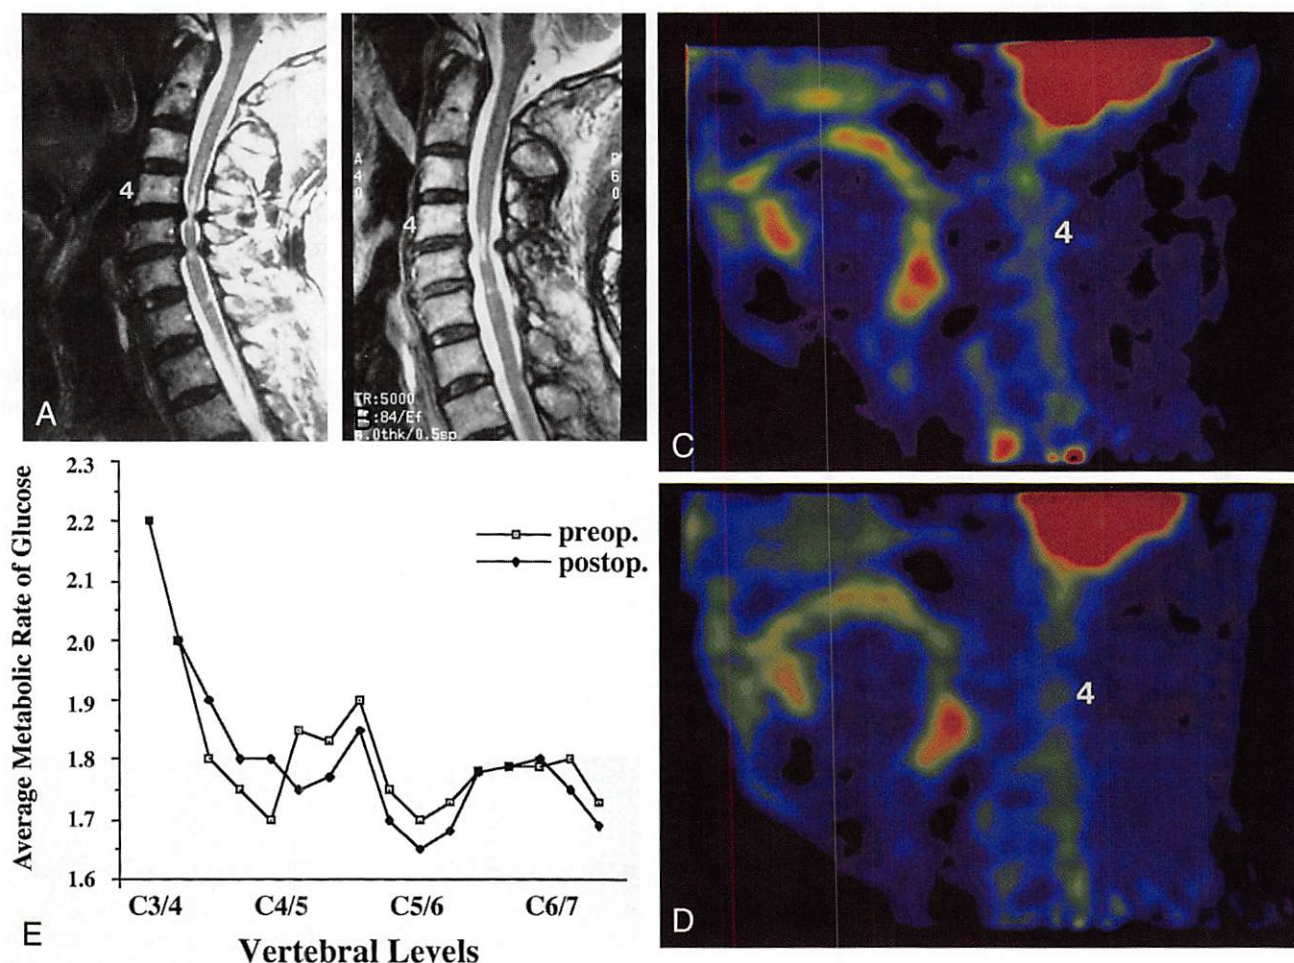 4
A
4
A
4
0
P
6
0
TR:5000
:84/Ef
.0thk/0.5sp
4
C
4
D
Average Metabolic Rate of Glucose
2.3
2.2
2.1
2.0
1.9
1.8
1.7
1.6
preop.
postop.
C3/4
C4/5
C5/6
C6/7
Vertebral Levels
E